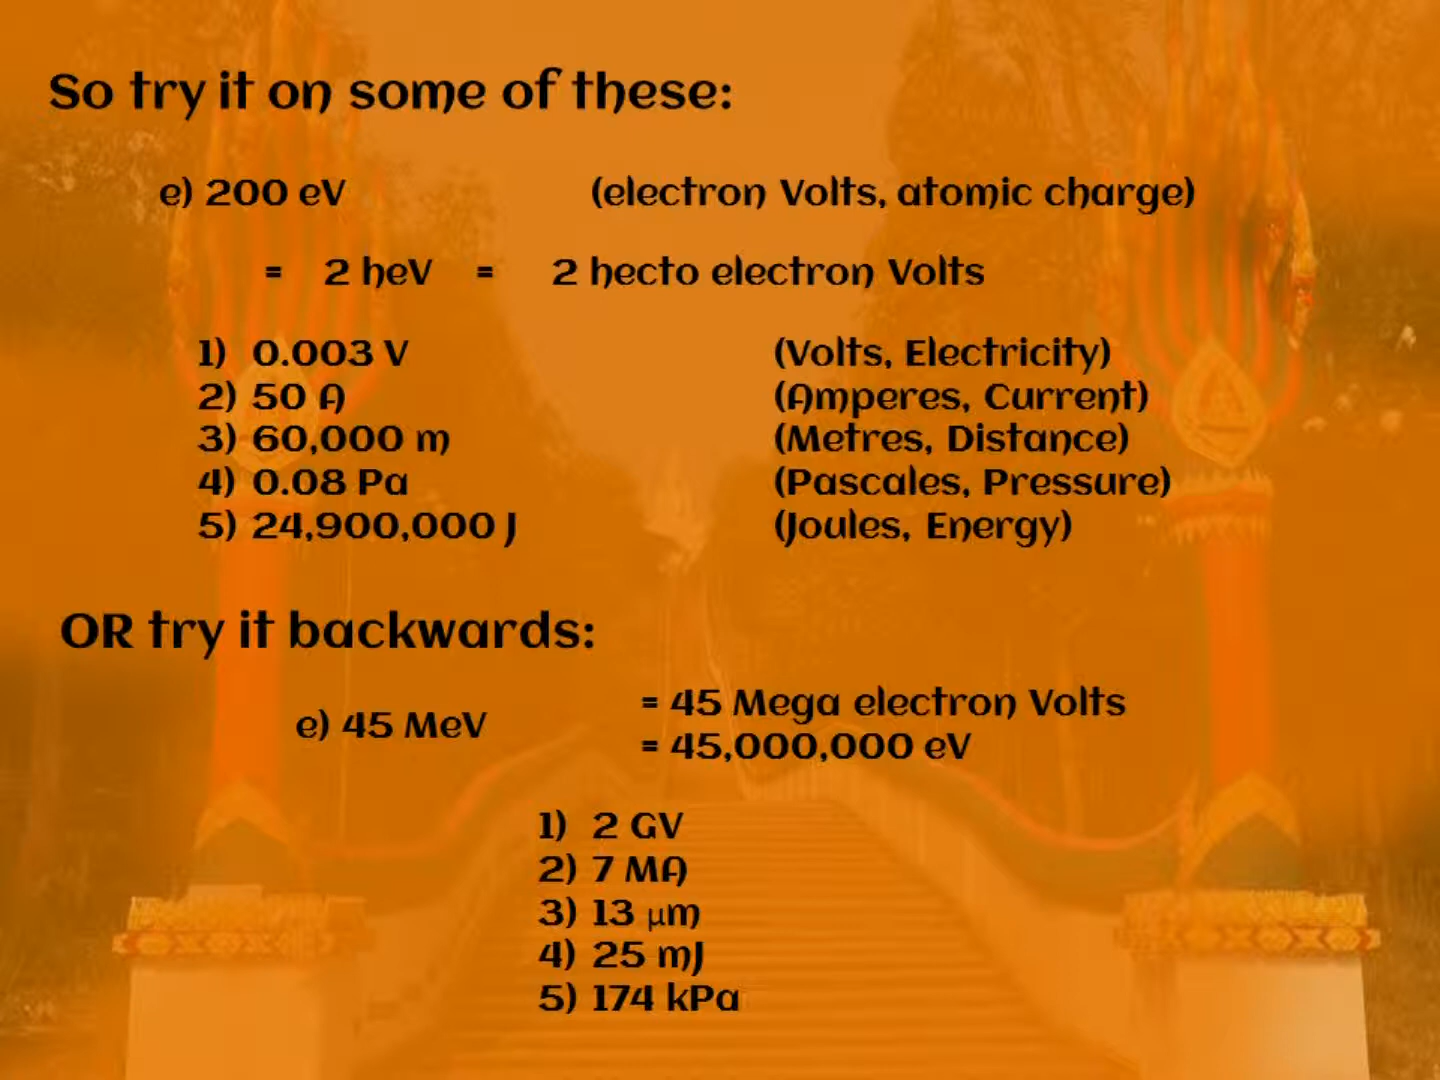 So try it on some of these:
e) 200 eV (electron Volts, atomic charge)
= 2 heV = 2 hecto electron Volts
1) 0.003 V (Volts, Electricity)
2) 50 A (Amperes, Current)
3) 60,000 m (Metres, Distance)
4) 0.08 Pa (Pascales, Pressure)
5) 24,900,000 J (Joules, Energy)
OR try it backwards:
e) 45 MeV = 45 Mega electron Volts
= 45,000,000 eV
1) 2 GV
2) 7 MA
3) 13 μm
4) 25 mJ
5) 174 kPa